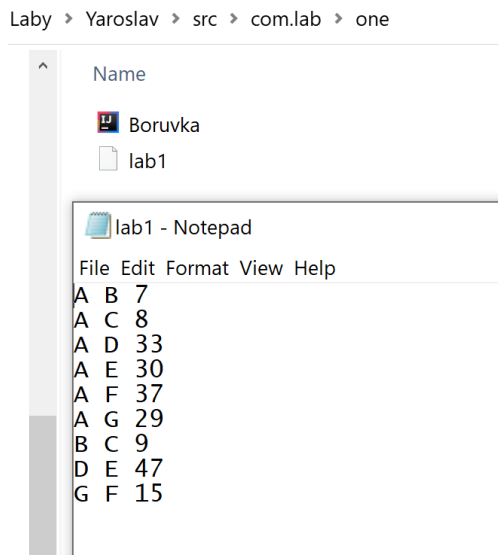 Laby > Yaroslav > src > com.lab > one
Name
IJ Boruvka
lab1
lab1 - Notepad
File Edit Format View Help
A B 7
A C 8
A D 33
A E 30
A F 37
A G 29
B C 9
D E 47
G F 15